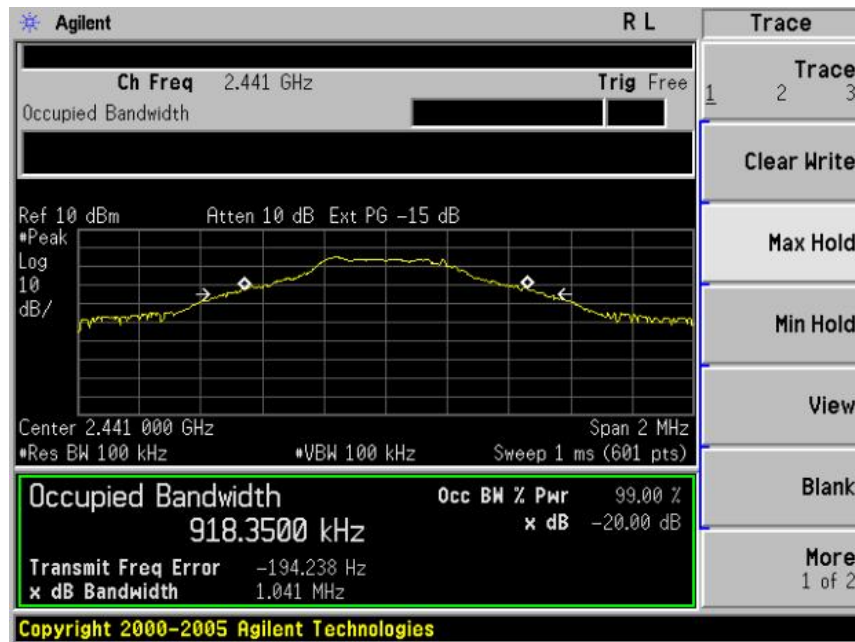 Agilent R L Trace
Ch Freq 2.441 GHz Trig Free
Occupied Bandwidth
Trace
1 2 3
Clear Write
Max Hold
Min Hold
View
Blank
More
1 of 2
Ref 10 dBm Atten 10 dB Ext PG -15 dB
#Peak
Log
10
dB/
Center 2.441 000 GHz Span 2 MHz
#Res BW 100 kHz #VBW 100 kHz Sweep 1 ms (601 pts)
Occupied Bandwidth Occ BW % Pwr 99.00 %
918.3500 kHz x dB -20.00 dB
Transmit Freq Error -194.238 Hz
x dB Bandwidth 1.041 MHz
Copyright 2000-2005 Agilent Technologies